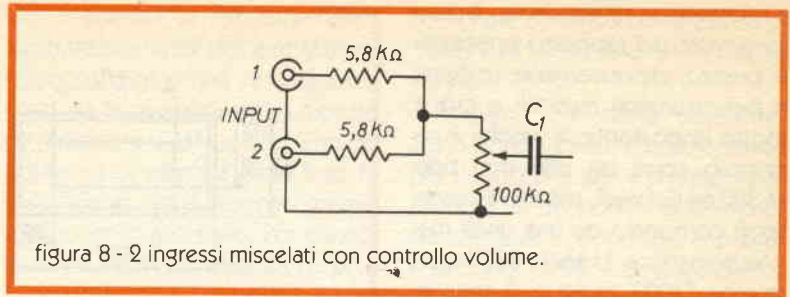 5,8 KΩ
1
INPUT
5,8 KΩ
2
C1
100 KΩ
figura 8 - 2 ingressi miscelati con controllo volume.